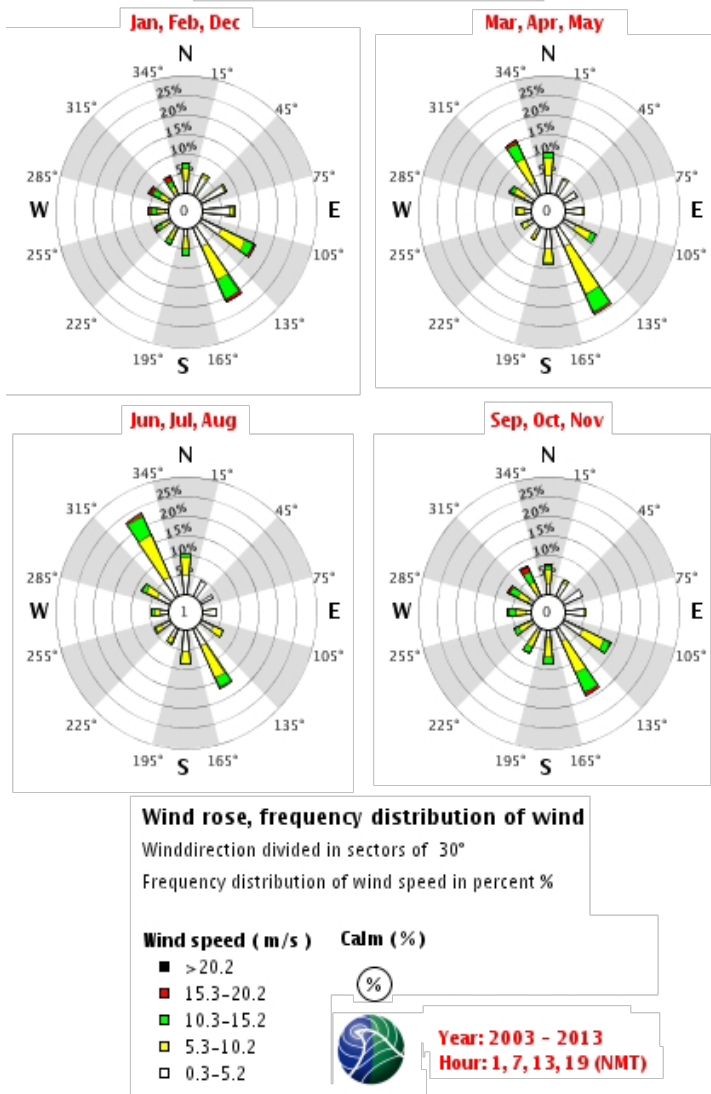 Jan, Feb, Dec
N
345° 15°
25%
315° 20% 45°
15%
10%
5%
285° 75°
W 0 E
255° 105°
225° 135°
195° S 165°
Mar, Apr, May
N
345° 15°
25%
315° 20% 45°
15%
10%
5%
285° 75°
W 0 E
255° 105°
225° 135°
195° S 165°
Jun, Jul, Aug
N
345° 15°
25%
315° 20% 45°
15%
10%
5%
285° 75°
W 1 E
255° 105°
225° 135°
195° S 165°
Sep, Oct, Nov
N
345° 15°
25%
315° 20% 45°
15%
10%
5%
285° 75°
W 0 E
255° 105°
225° 135°
195° S 165°
Wind rose, frequency distribution of wind
Winddirection divided in sectors of 30°
Frequency distribution of wind speed in percent %
Wind speed ( m/s ) Calm (%)
>20.2
15.3-20.2 %
10.3-15.2
5.3-10.2
0.3-5.2
Year: 2003 - 2013
Hour: 1, 7, 13, 19 (NMT)